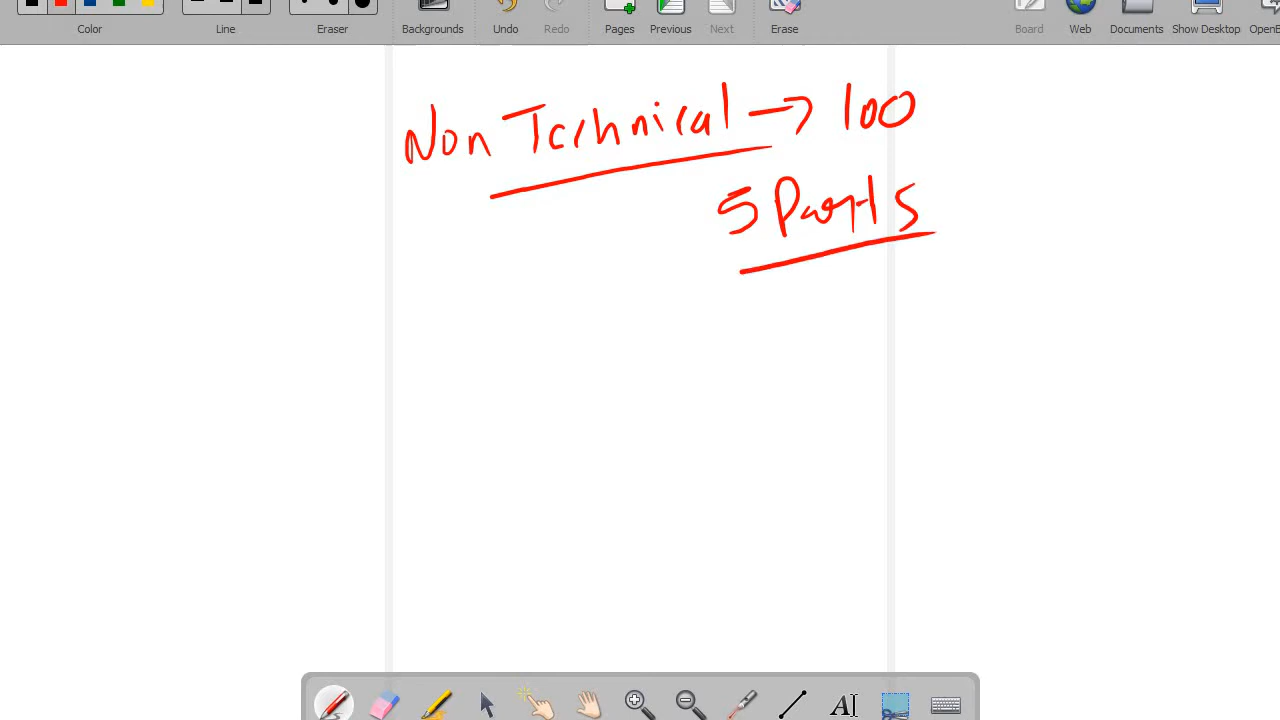 Color Line Eraser Backgrounds Undo Redo Pages Previous Next Erase Board Web Documents Show Desktop OpenB
Non Technical → 100
5 Parts